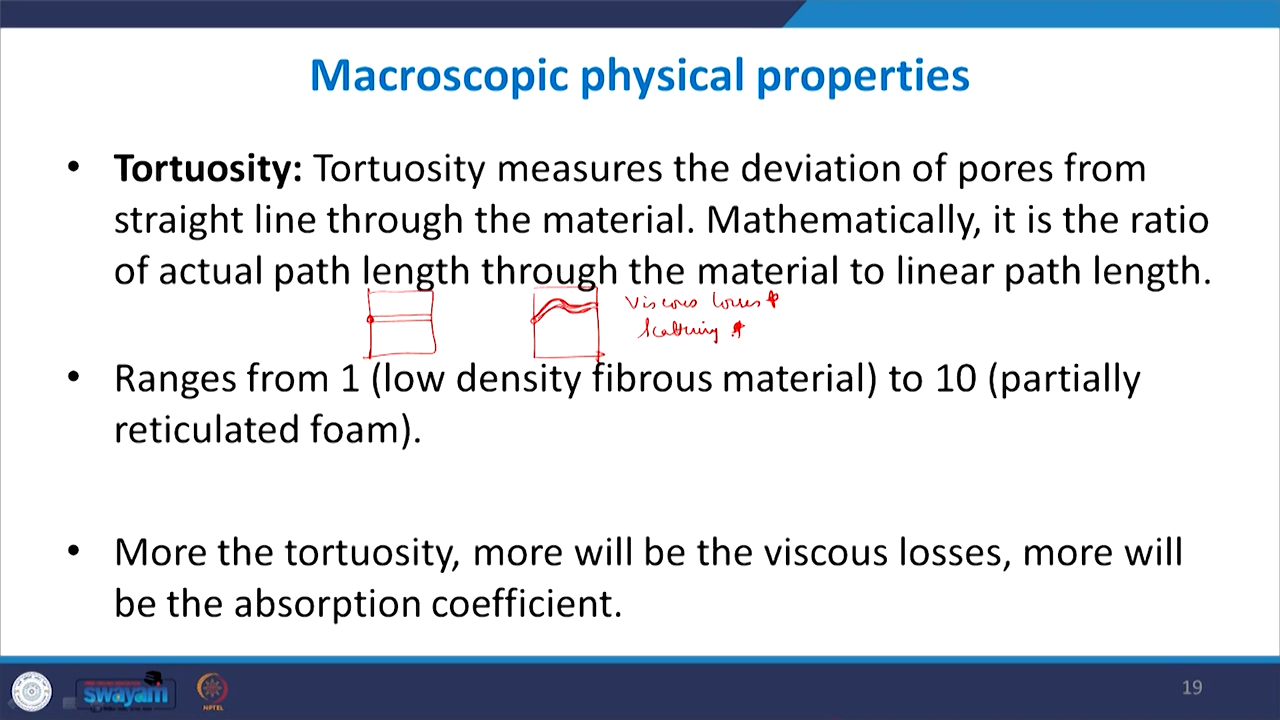 Macroscopic physical properties
• Tortuosity: Tortuosity measures the deviation of pores from
straight line through the material. Mathematically, it is the ratio
of actual path length through the material to linear path length.
Viscous losses ↑
Scattering ↑
• Ranges from 1 (low density fibrous material) to 10 (partially
reticulated foam).
• More the tortuosity, more will be the viscous losses, more will
be the absorption coefficient.
swayam
NPTEL
19